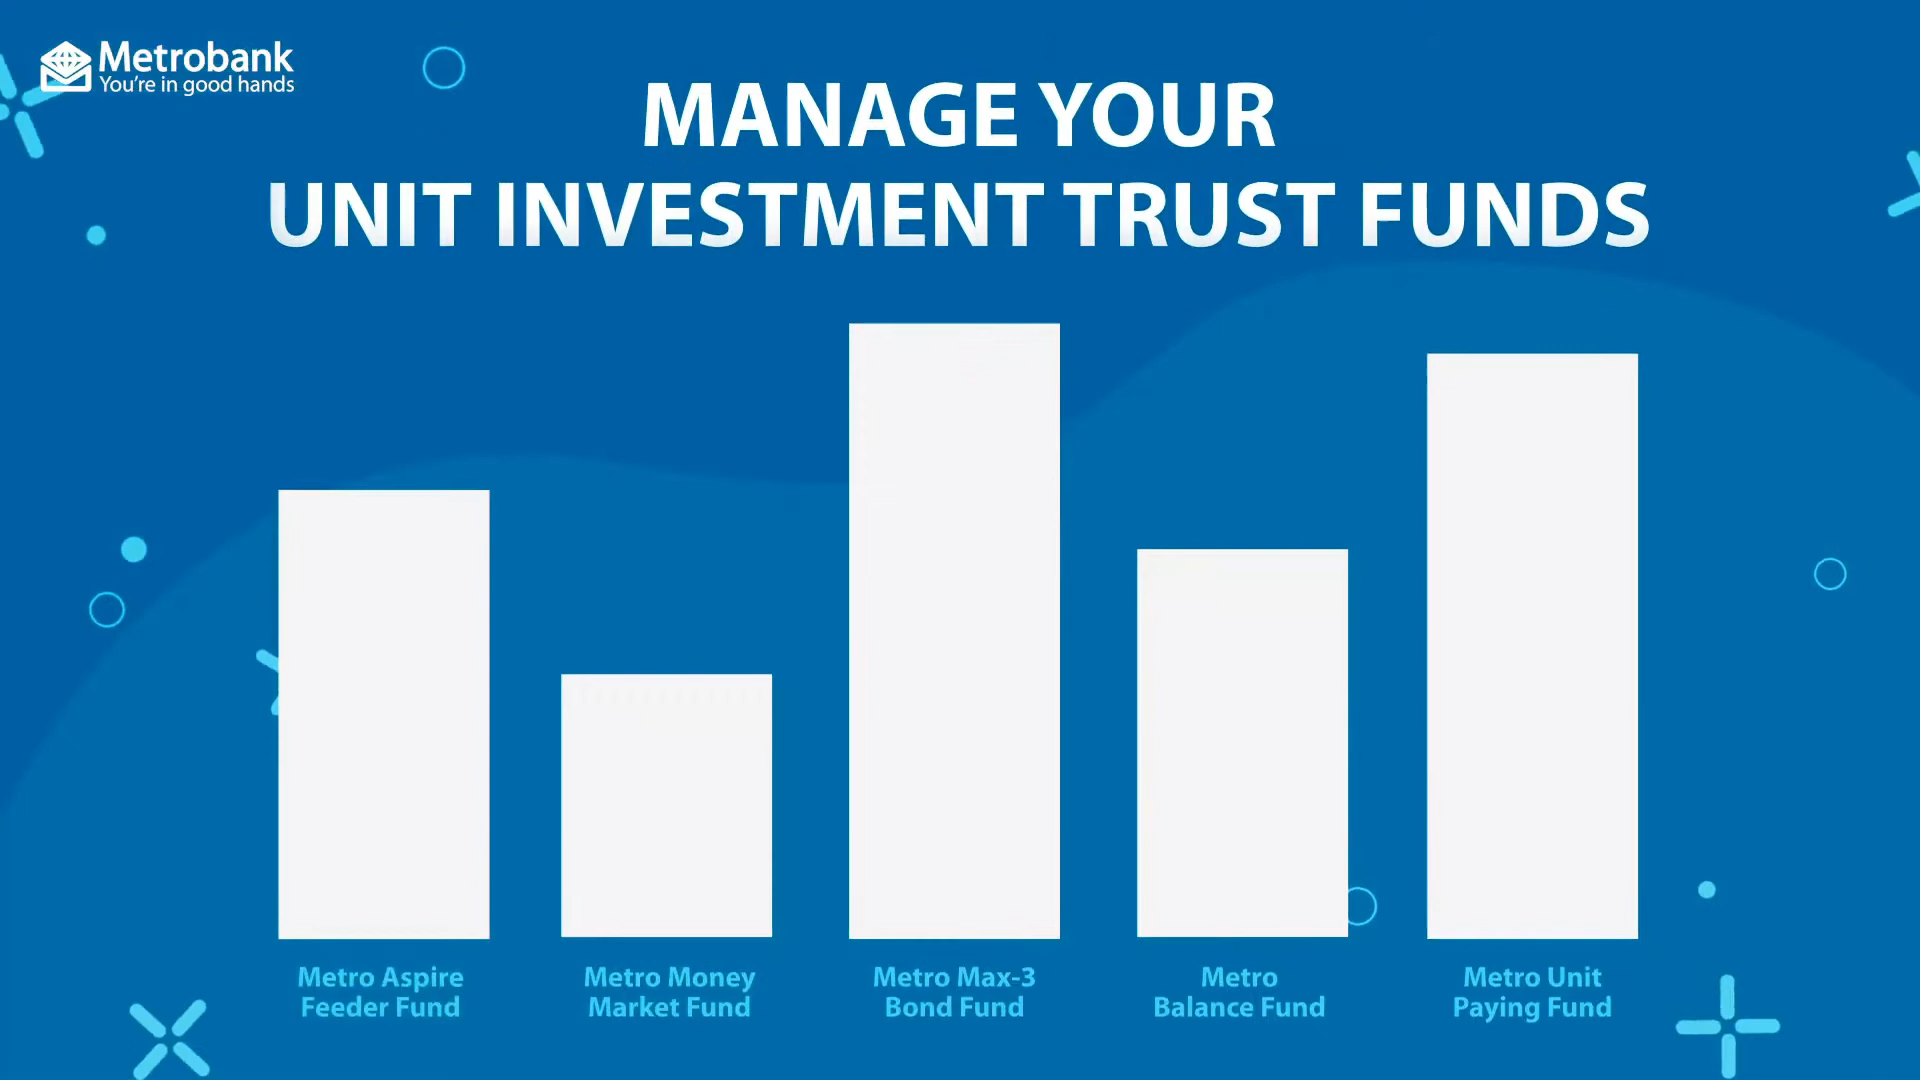 Metrobank
You're in good hands
MANAGE YOUR
UNIT INVESTMENT TRUST FUNDS
Metro Aspire
Feeder Fund
Metro Money
Market Fund
Metro Max-3
Bond Fund
Metro
Balance Fund
Metro Unit
Paying Fund